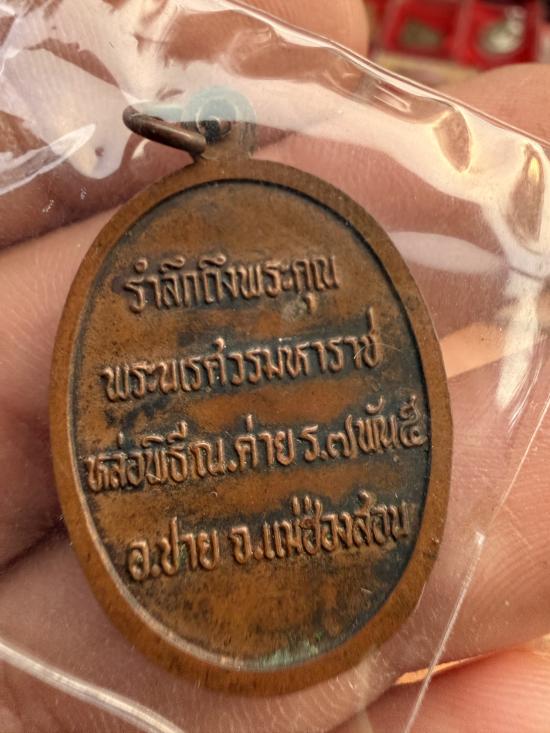 รำลึกถึงพระคุณ
พระนเรศวรมหาราช
หล่อพิธีณ.ค่าย ร.๗ พัน.๕
อ.ปาย จ.แม่ฮ่องสอน